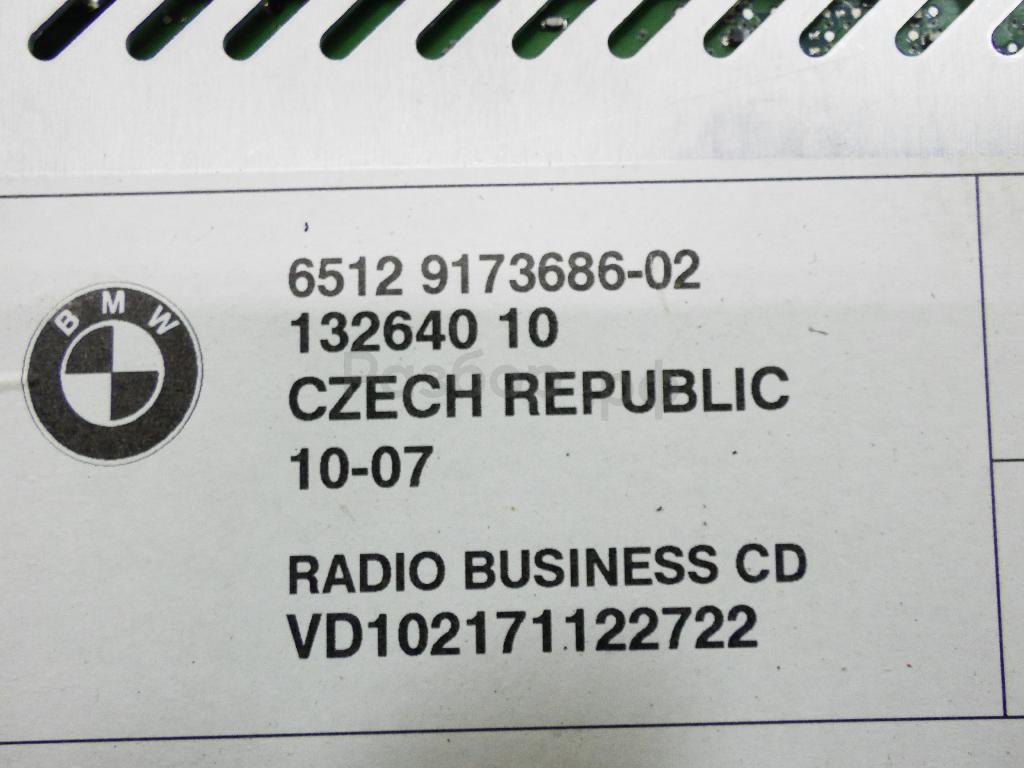 BMW
6512 9173686-02
132640 10
CZECH REPUBLIC
10-07
RADIO BUSINESS CD
VD102171122722